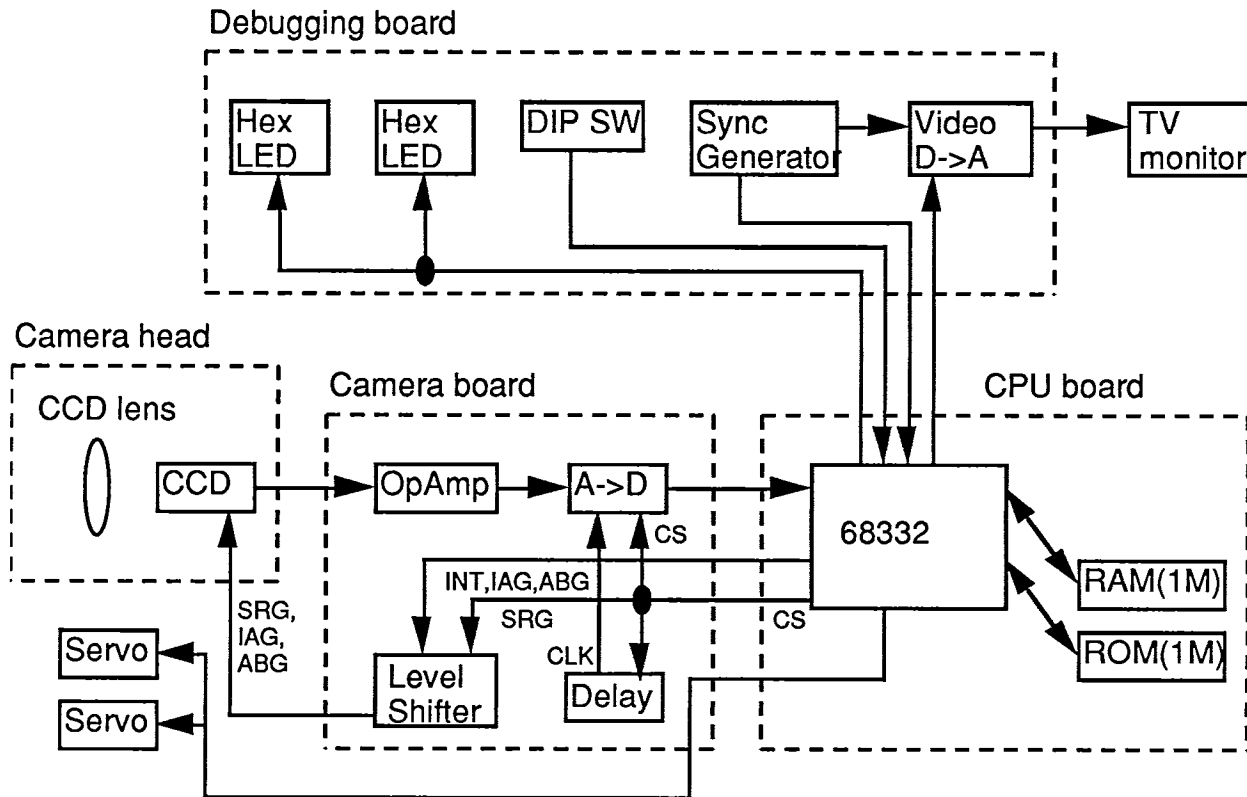 Debugging board
Hex
LED
Hex
LED
DIP SW
Sync
Generator
Video
D->A
TV
monitor
Camera head
CCD lens
CCD
Camera board
OpAmp
A->D
CS
INT,IAG,ABG
SRG
CS
CLK
Level
Shifter
Delay
CPU board
68332
RAM(1M)
ROM(1M)
SRG,
IAG,
ABG
Servo
Servo